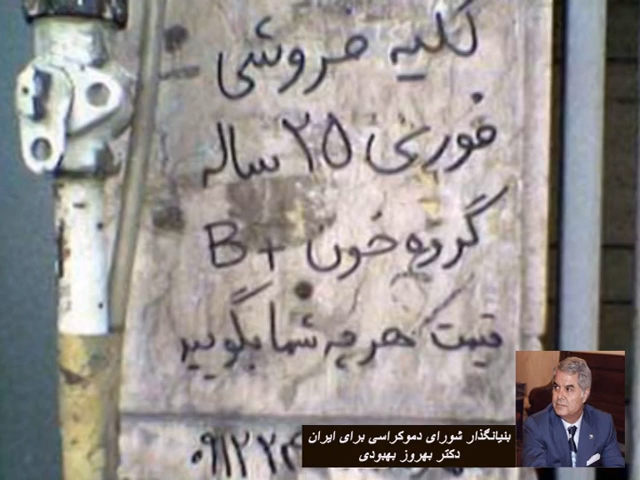 کلیه فروشی
فوری ۲۵ ساله
گروه خون B+
قیمت هرچه شما بگویید
۰۹۱۲۲
بنیانگذار شورای دموکراسی برای ایران
دکتر بهروز بهبودی